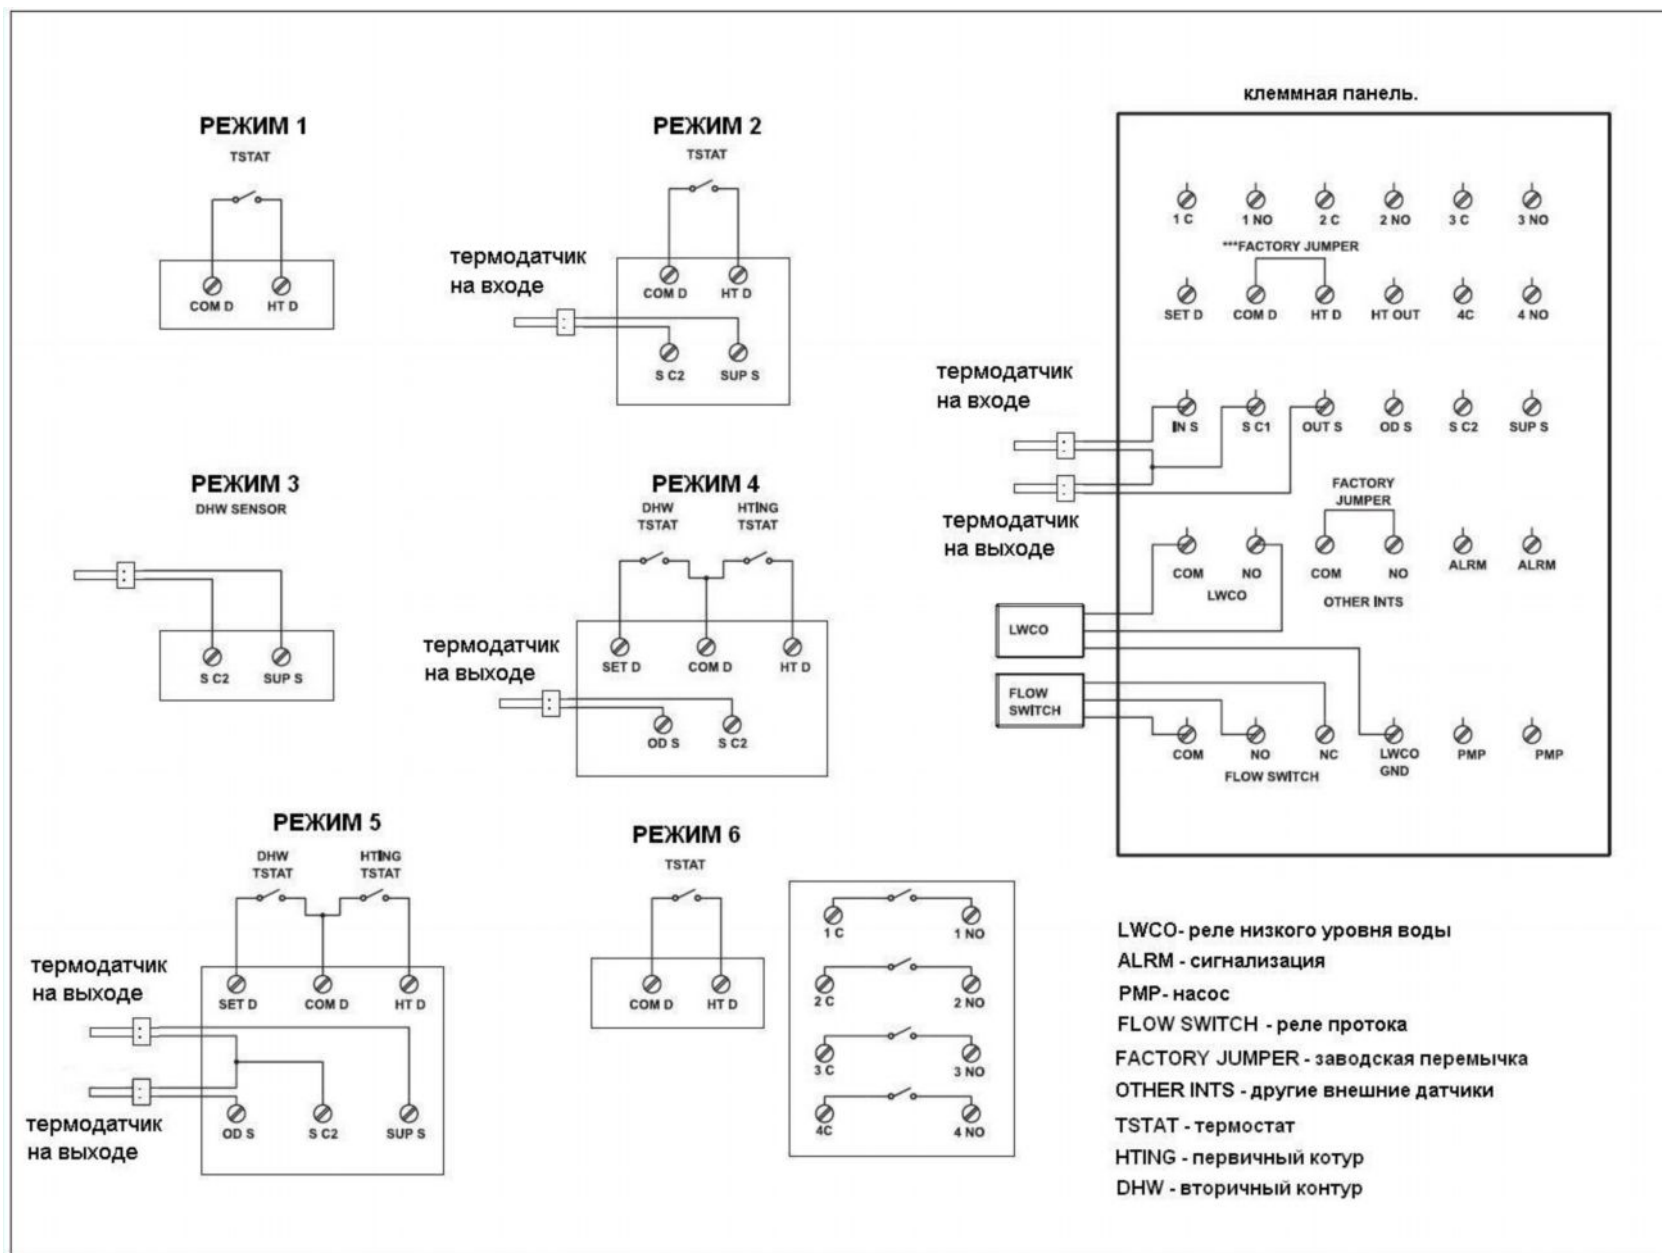 РЕЖИМ 1
TSTAT
COM D
HT D
РЕЖИМ 2
TSTAT
термодатчик
на входе
COM D
HT D
S C2
SUP S
РЕЖИМ 3
DHW SENSOR
S C2
SUP S
РЕЖИМ 4
DHW
TSTAT
HTING
TSTAT
термодатчик
на выходе
SET D
COM D
HT D
OD S
S C2
РЕЖИМ 5
DHW
TSTAT
HTING
TSTAT
термодатчик
на выходе
SET D
COM D
HT D
термодатчик
на выходе
OD S
S C2
SUP S
РЕЖИМ 6
TSTAT
COM D
HT D
1 C
1 NO
2 C
2 NO
3 C
3 NO
4C
4 NO
клеммная панель.
1 C
1 NO
2 C
2 NO
3 C
3 NO
***FACTORY JUMPER
SET D
COM D
HT D
HT OUT
4C
4 NO
термодатчик
на входе
IN S
S C1
OUT S
OD S
S C2
SUP S
термодатчик
на выходе
FACTORY
JUMPER
COM
NO
LWCO
COM
NO
OTHER INTS
ALRM
ALRM
LWCO
FLOW
SWITCH
COM
NO
NC
FLOW SWITCH
LWCO
GND
PMP
PMP
LWCO- реле низкого уровня воды
ALRM - сигнализация
PMP- насос
FLOW SWITCH - реле протока
FACTORY JUMPER - заводская перемычка
OTHER INTS - другие внешние датчики
TSTAT - термостат
HTING - первичный котур
DHW - вторичный контур